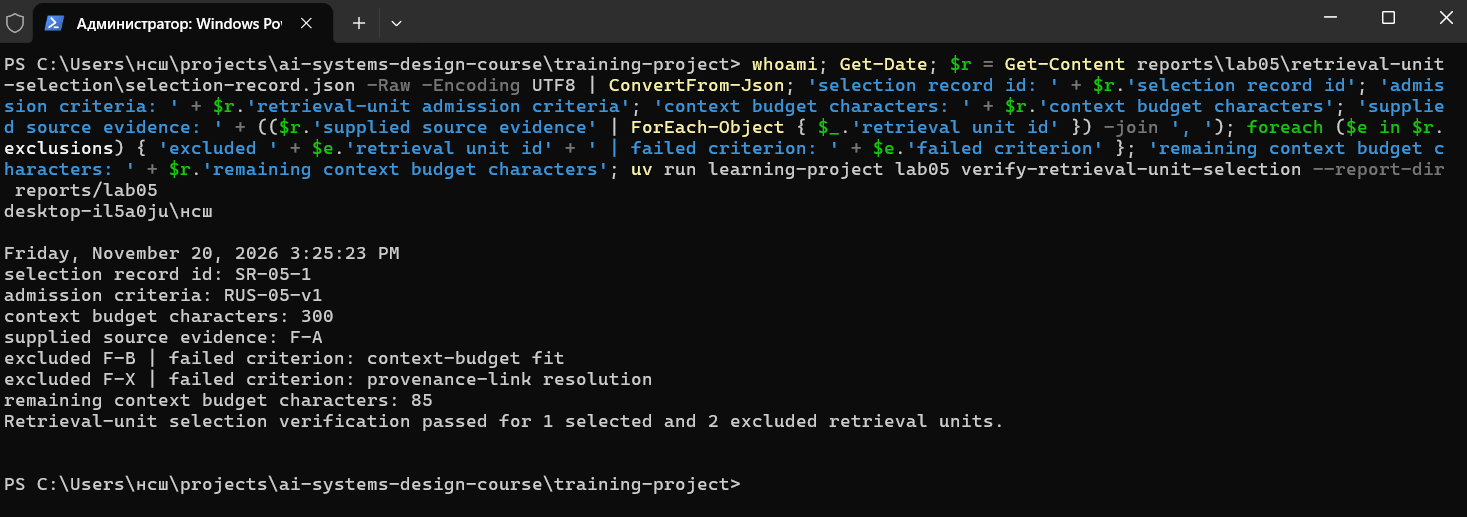 Администратор: Windows Pov
PS C:\Users\нсш\projects\ai-systems-design-course\training-project> whoami; Get-Date; $r = Get-Content reports\lab05\retrieval-unit
-selection\selection-record.json -Raw -Encoding UTF8 | ConvertFrom-Json; 'selection record id: ' + $r.'selection record id'; 'admis
sion criteria: ' + $r.'retrieval-unit admission criteria'; 'context budget characters: ' + $r.'context budget characters'; 'supplie
d source evidence: ' + (($r.'supplied source evidence' | ForEach-Object { $_.'retrieval unit id' }) -join ', '); foreach ($e in $r.
exclusions) { 'excluded ' + $e.'retrieval unit id' + ' | failed criterion: ' + $e.'failed criterion' }; 'remaining context budget c
haracters: ' + $r.'remaining context budget characters'; uv run learning-project lab05 verify-retrieval-unit-selection --report-dir
 reports/lab05
desktop-il5a0ju\нсш
Friday, November 20, 2026 3:25:23 PM
selection record id: SR-05-1
admission criteria: RUS-05-v1
context budget characters: 300
supplied source evidence: F-A
excluded F-B | failed criterion: context-budget fit
excluded F-X | failed criterion: provenance-link resolution
remaining context budget characters: 85
Retrieval-unit selection verification passed for 1 selected and 2 excluded retrieval units.
PS C:\Users\нсш\projects\ai-systems-design-course\training-project>